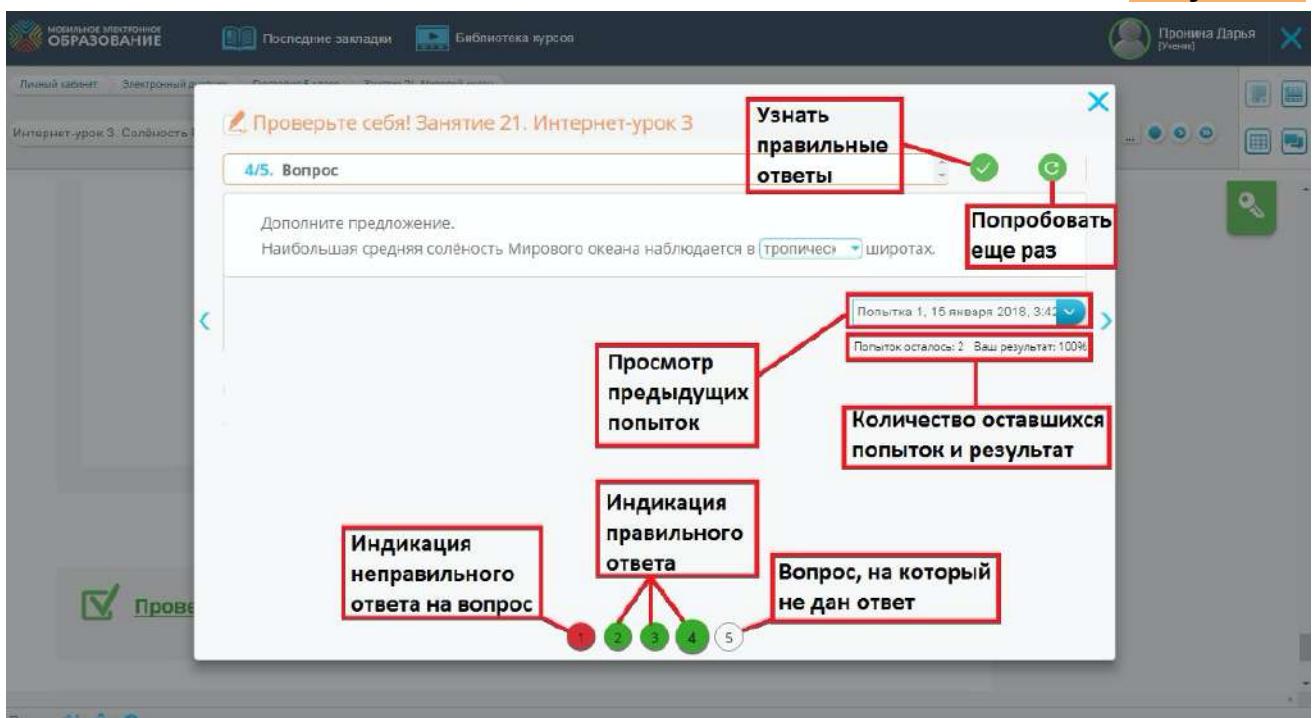 МОБИЛЬНОЕ ЭЛЕКТРОННОЕ
ОБРАЗОВАНИЕ
Последние закладки
Библиотека курсов
Пронина Дарья
[Ученик]
Личный кабинет
Электронный
Интернет-урок 3. Солёность
Проверьте себя! Занятие 21. Интернет-урок 3
4/5. Вопрос
Узнать
правильные
ответы
Дополните предложение.
Наибольшая средняя солёность Мирового океана наблюдается в тропическ широтах.
Попробовать
еще раз
Попытка 1, 15 января 2018, 3:42
Попыток осталось: 2 Ваш результат: 100%
Просмотр
предыдущих
попыток
Количество оставшихся
попыток и результат
Индикация
правильного
ответа
Индикация
неправильного
ответа на вопрос
Вопрос, на который
не дан ответ
Прове
1 2 3 4 5